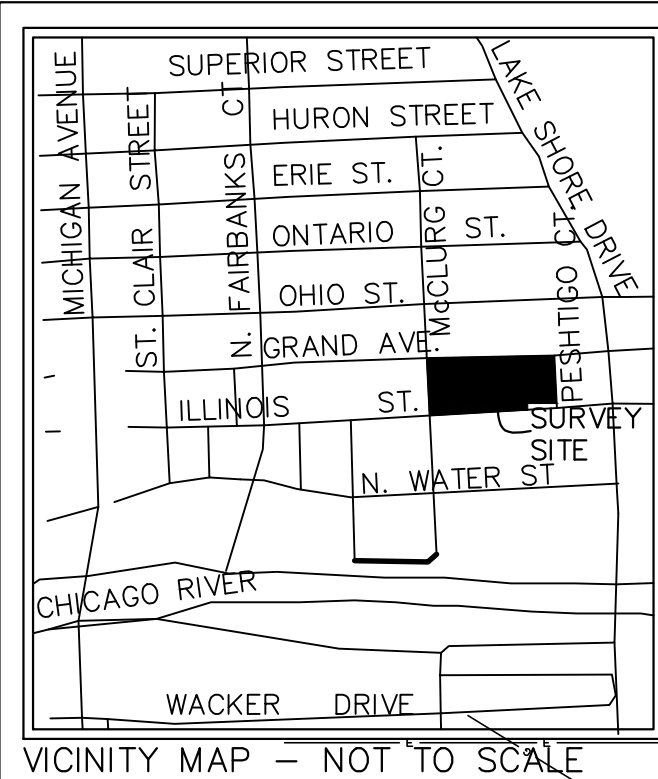 SUPERIOR STREET
HURON STREET
ERIE ST.
ONTARIO ST.
OHIO ST.
GRAND AVE.
ILLINOIS ST.
N. WATER ST
CHICAGO RIVER
WACKER DRIVE
MICHIGAN AVENUE
ST. CLAIR STREET
N. FAIRBANKS CT
McCLURG CT.
PESHTIGO CT.
LAKE SHORE DRIVE
SURVEY
SITE
VICINITY MAP – NOT TO SCALE